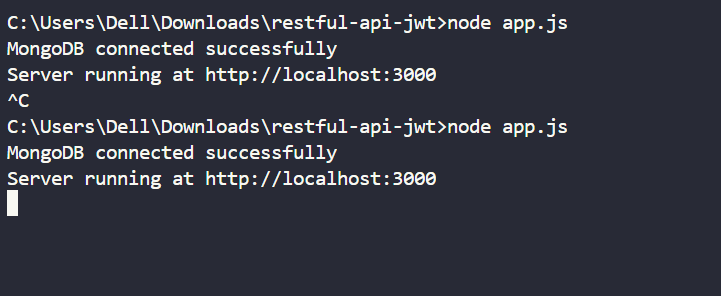 C:\Users\Dell\Downloads\restful-api-jwt>node app.js
MongoDB connected successfully
Server running at http://localhost:3000
^C
C:\Users\Dell\Downloads\restful-api-jwt>node app.js
MongoDB connected successfully
Server running at http://localhost:3000